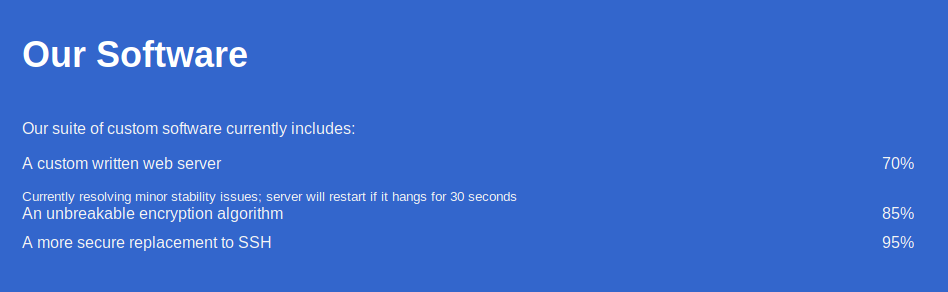 Our Software
Our suite of custom software currently includes:
A custom written web server 70%
Currently resolving minor stability issues; server will restart if it hangs for 30 seconds
An unbreakable encryption algorithm 85%
A more secure replacement to SSH 95%